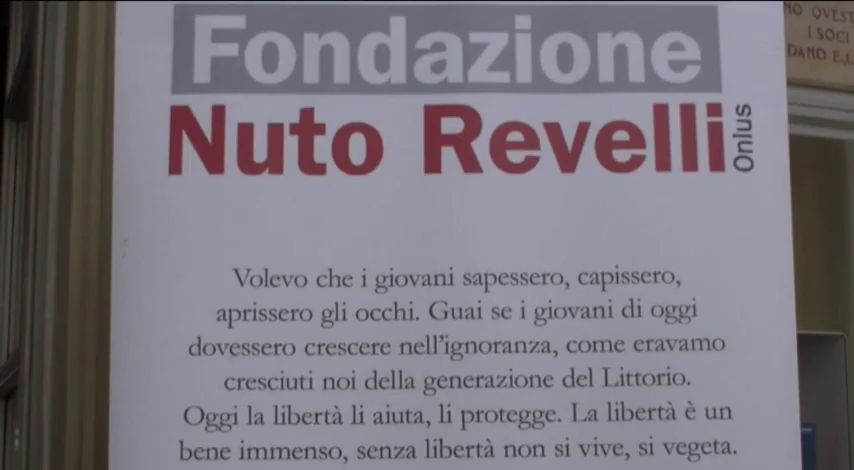 Fondazione
Nuto Revelli
Onlus
Volevo che i giovani sapessero, capissero,
aprissero gli occhi. Guai se i giovani di oggi
dovessero crescere nell'ignoranza, come eravamo
cresciuti noi della generazione del Littorio.
Oggi la libertà li aiuta, li protegge. La libertà è un
bene immenso, senza libertà non si vive, si vegeta.
I SOCI